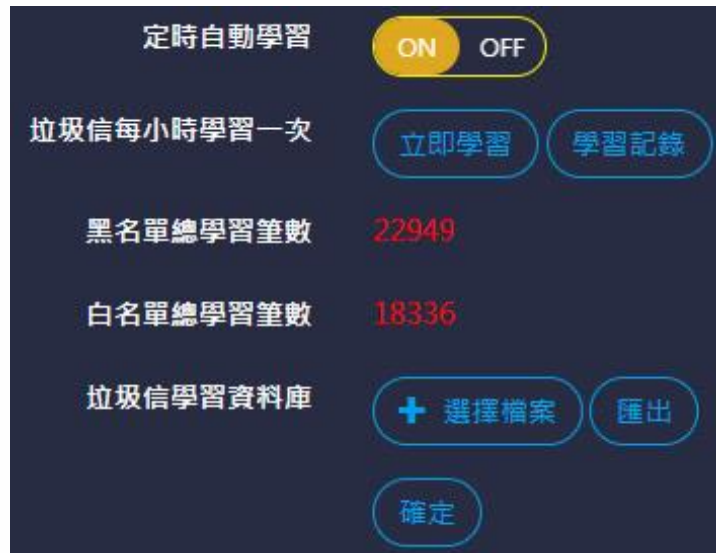 定時自動學習 ON OFF
垃圾信每小時學習一次 立即學習 學習記錄
黑名單總學習筆數 22949
白名單總學習筆數 18336
垃圾信學習資料庫 + 選擇檔案 匯出
確定